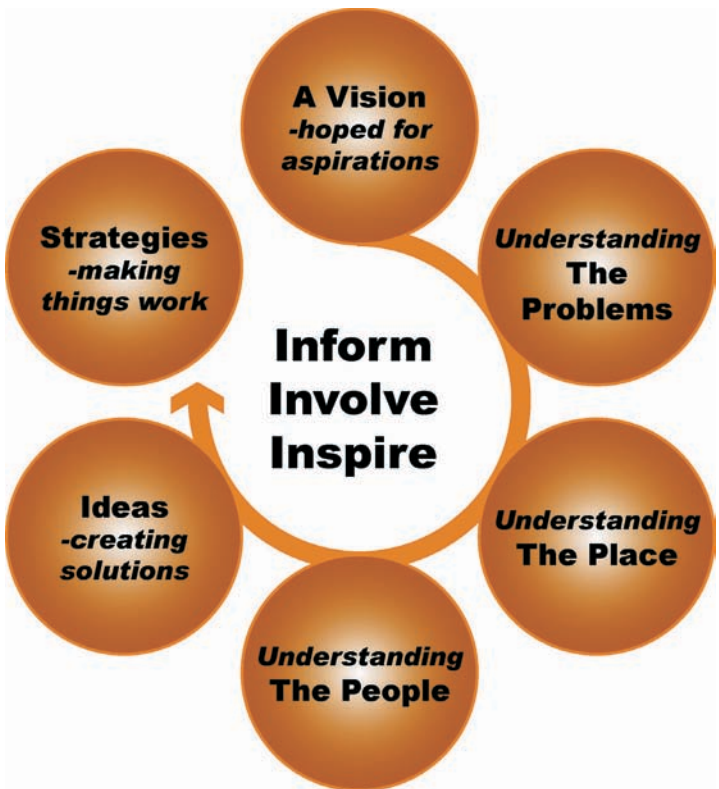 A Vision
-hoped for
aspirations
Understanding
The
Problems
Understanding
The Place
Understanding
The People
Ideas
-creating
solutions
Strategies
-making
things work
Inform
Involve
Inspire